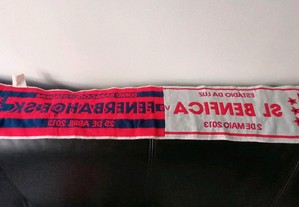 ESTÁDIO DA LUZ
SL BENFICA V FENERBAHÇE SK
2 DE MAIO 2013
25 DE ABRIL 2013